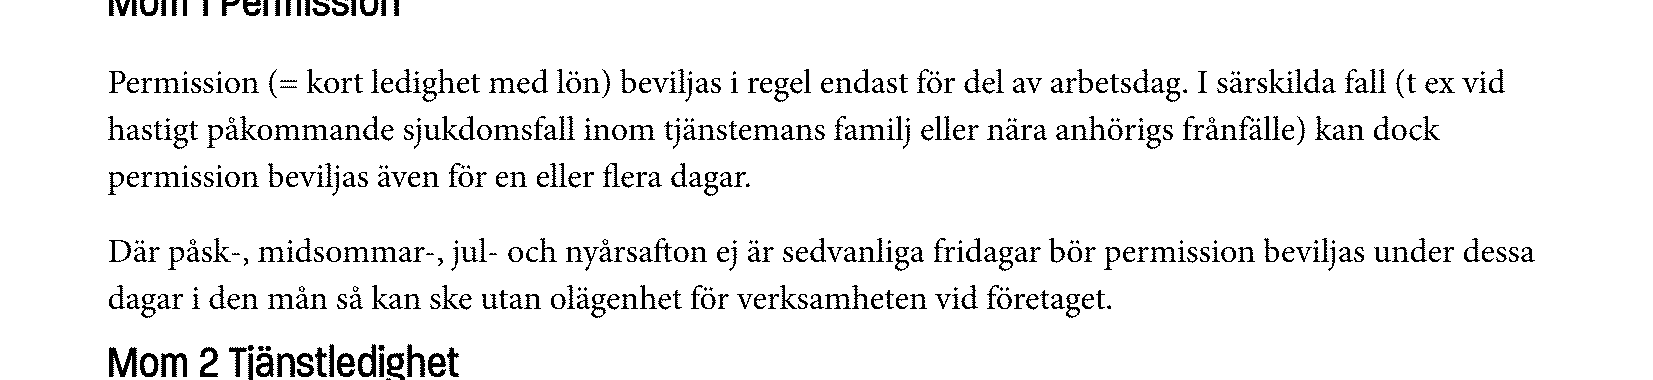 Mom 1 Permission
Permission (= kort ledighet med lön) beviljas i regel endast för del av arbetsdag. I särskilda fall (t ex vid
hastigt påkommande sjukdomsfall inom tjänstemans familj eller nära anhörigs frånfälle) kan dock
permission beviljas även för en eller flera dagar.
Där påsk-, midsommar-, jul- och nyårsafton ej är sedvanliga fridagar bör permission beviljas under dessa
dagar i den mån så kan ske utan olägenhet för verksamheten vid företaget.
Mom 2 Tjänstledighet